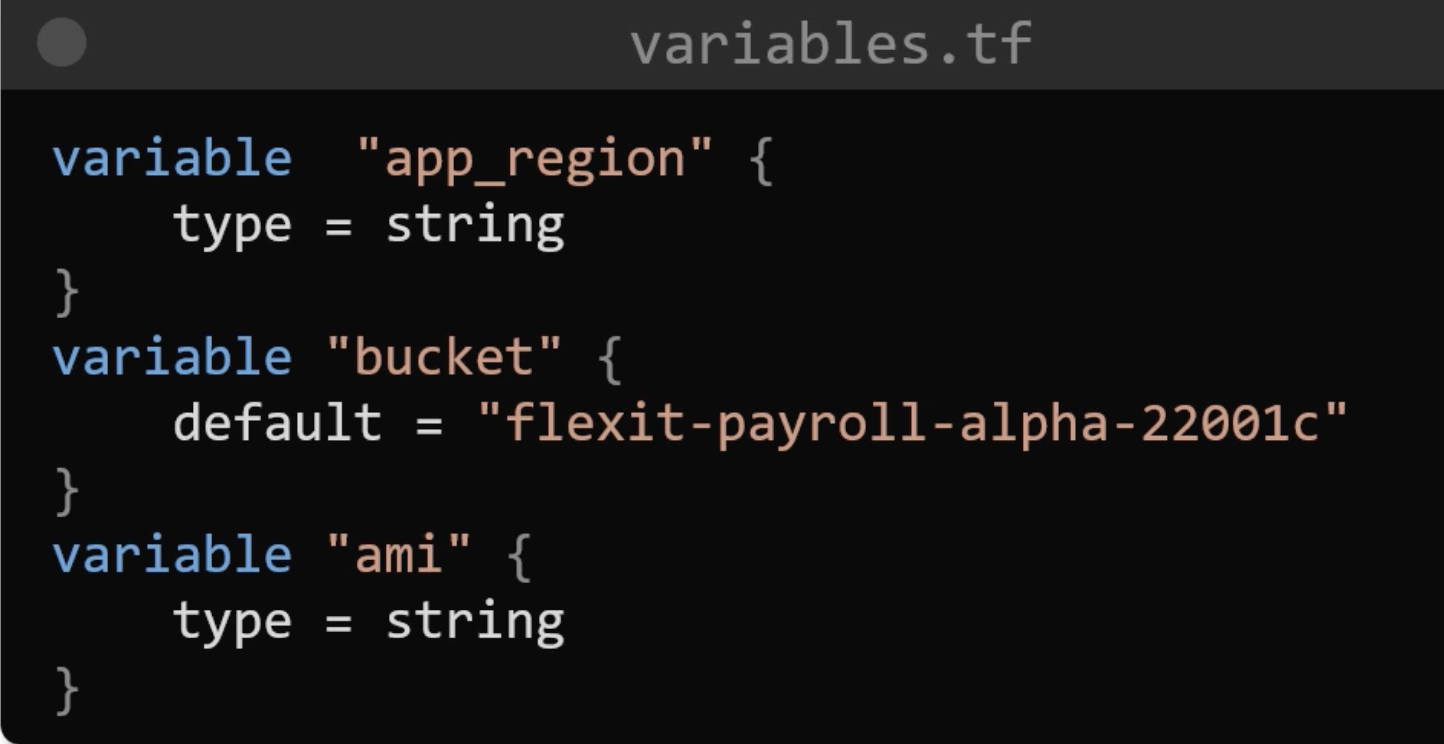 variables.tf
variable  "app_region" {
    type = string
}
variable "bucket" {
    default = "flexit-payroll-alpha-22001c"
}
variable "ami" {
    type = string
}